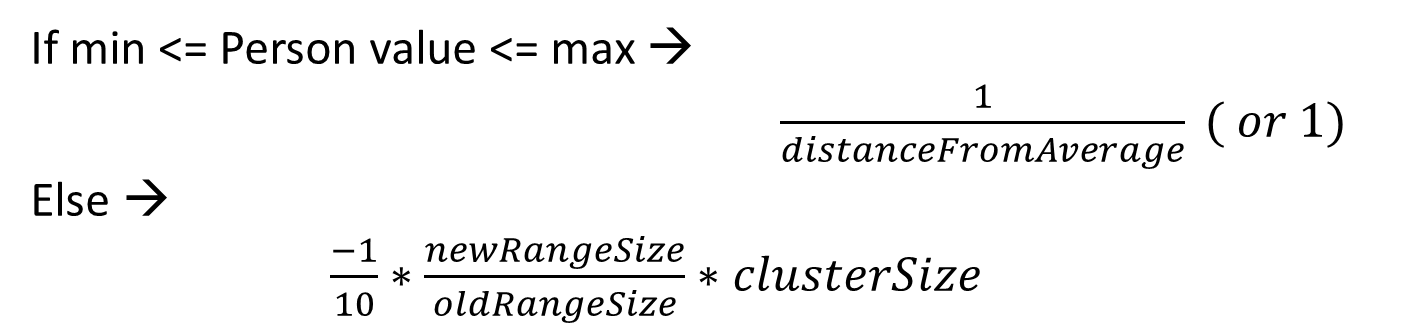 If min <= Person value <= max →
1
distanceFromAverage ( or 1)
Else →
−1/10 * newRangeSize/oldRangeSize * clusterSize